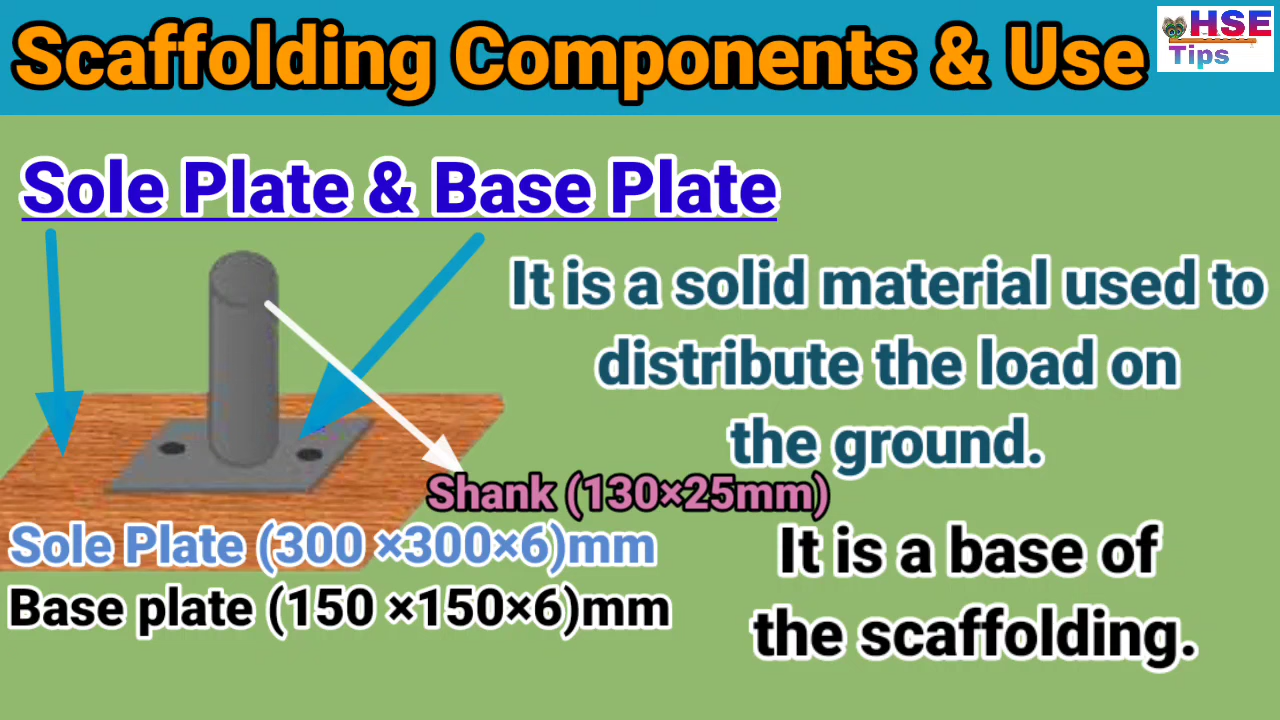 Scaffolding Components & Use
HSE
Tips
Sole Plate & Base Plate
It is a solid material used to
distribute the load on
the ground.
Shank (130×25mm)
Sole Plate (300 ×300×6)mm
Base plate (150 ×150×6)mm
It is a base of
the scaffolding.